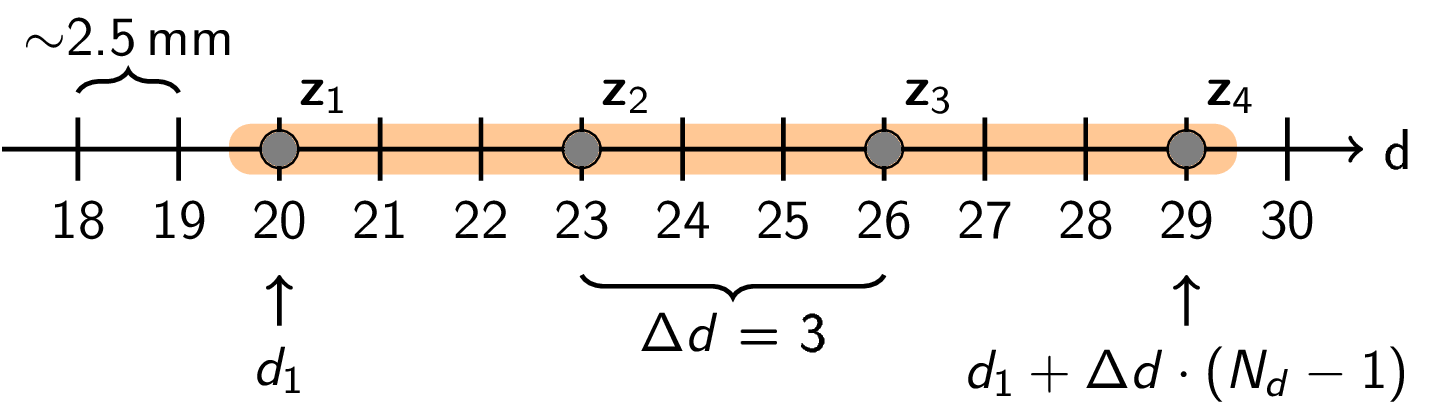 ∼2.5 mm
z₁ z₂ z₃ z₄
d
18 19 20 21 22 23 24 25 26 27 28 29 30
Δd = 3
d₁
d₁ + Δd · (N_d − 1)